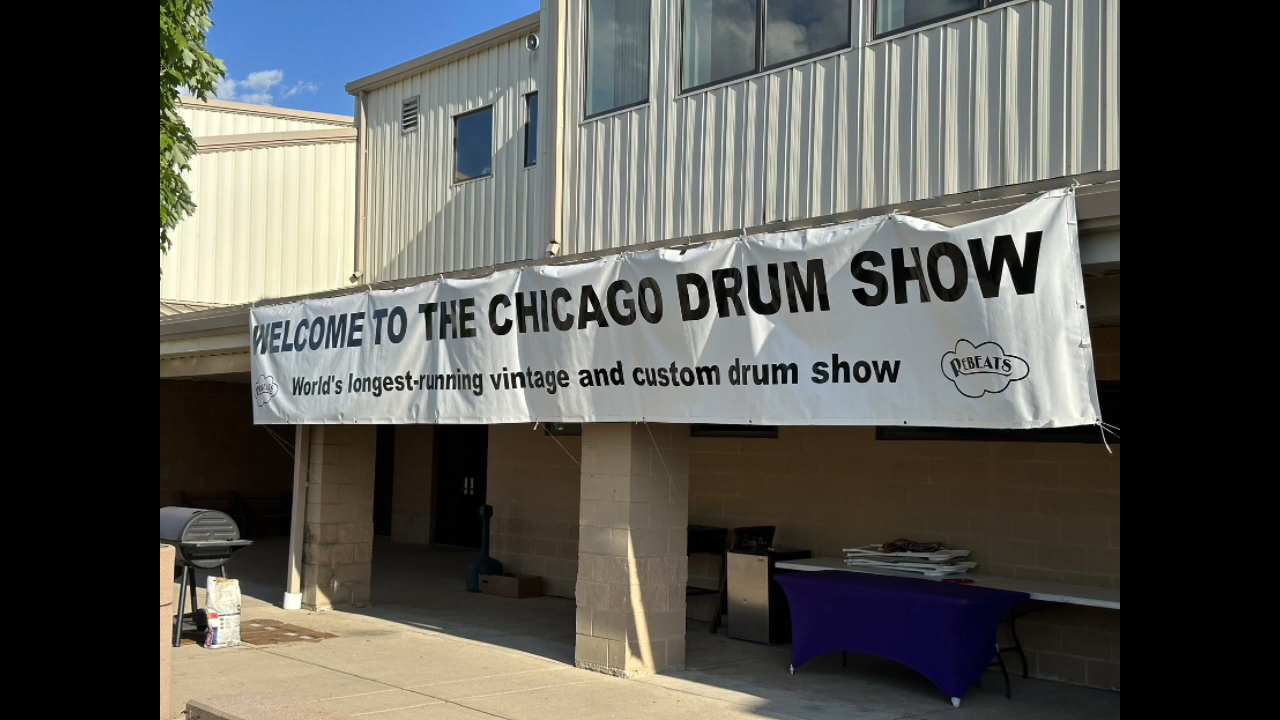 WELCOME TO THE CHICAGO DRUM SHOW
World's longest-running vintage and custom drum show
REBEATS